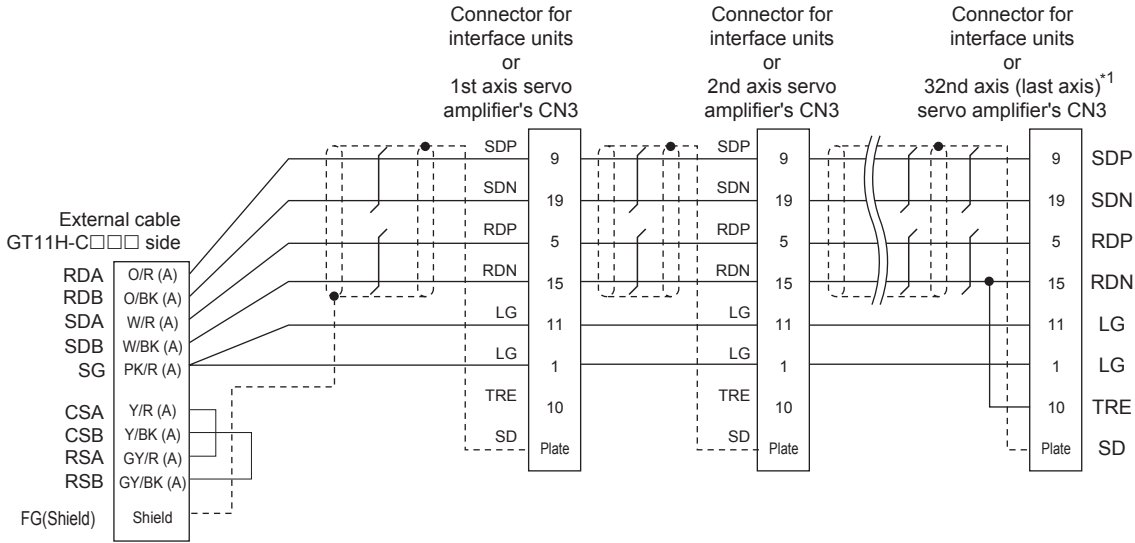 Connector for
interface units
or
1st axis servo
amplifier's CN3
Connector for
interface units
or
2nd axis servo
amplifier's CN3
Connector for
interface units
or
32nd axis (last axis)*1
servo amplifier's CN3
External cable
GT11H-C□□□ side
RDA O/R (A)
RDB O/BK (A)
SDA W/R (A)
SDB W/BK (A)
SG PK/R (A)
CSA Y/R (A)
CSB Y/BK (A)
RSA GY/R (A)
RSB GY/BK (A)
FG(Shield) Shield
SDP 9
SDN 19
RDP 5
RDN 15
LG 11
LG 1
TRE 10
SD Plate
SDP 9
SDN 19
RDP 5
RDN 15
LG 11
LG 1
TRE 10
SD Plate
9 SDP
19 SDN
5 RDP
15 RDN
11 LG
1 LG
10 TRE
Plate SD